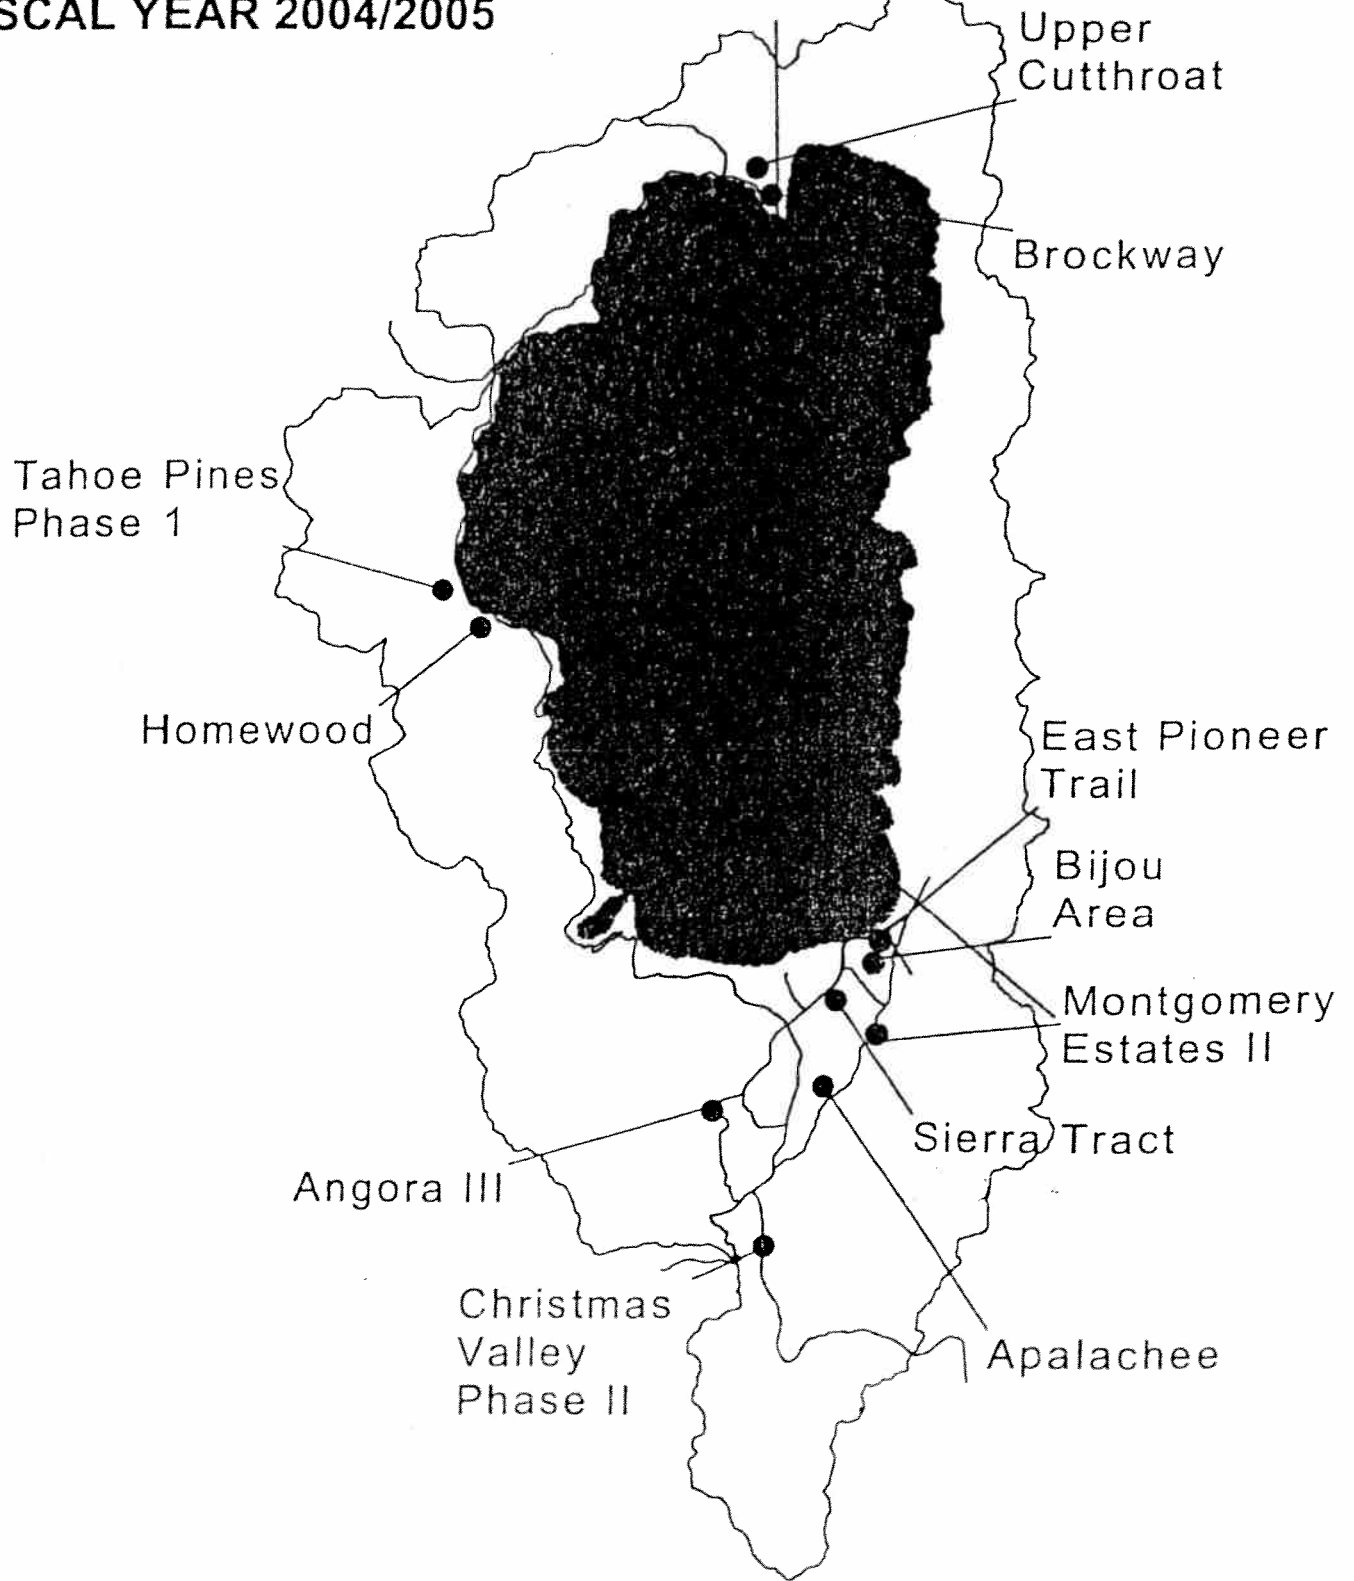 SCAL YEAR 2004/2005
Upper
Cutthroat
Brockway
Tahoe Pines
Phase 1
Homewood
East Pioneer
Trail
Bijou
Area
Montgomery
Estates II
Sierra Tract
Angora III
Christmas
Valley
Phase II
Apalachee